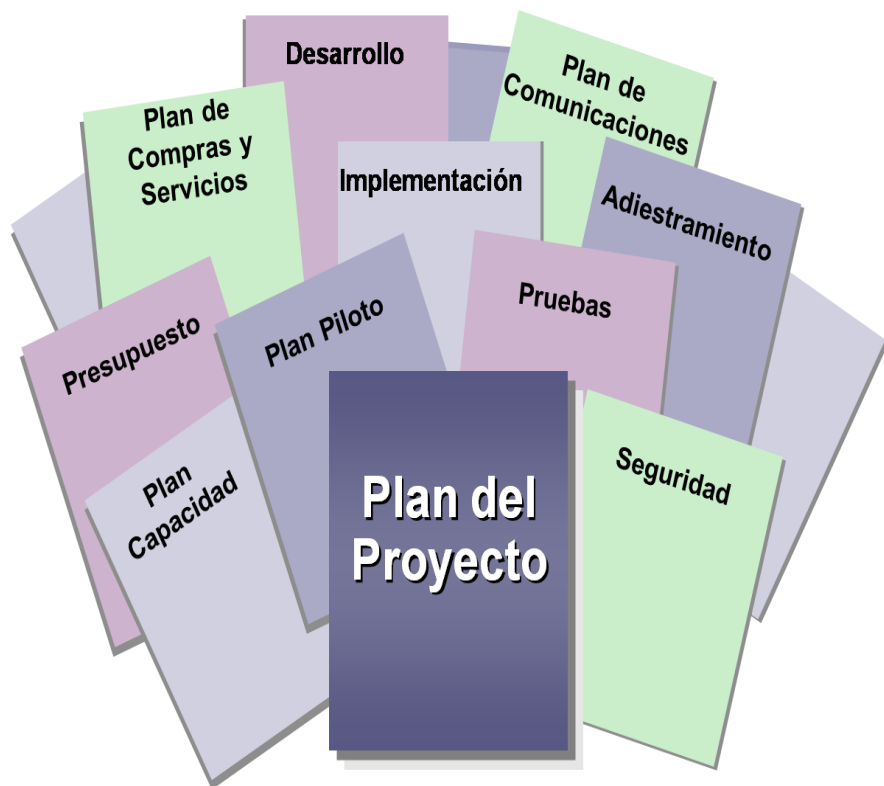 Desarrollo
Plan de
Comunicaciones
Plan de
Compras y
Servicios
Implementación
Adiestramiento
Presupuesto
Plan Piloto
Pruebas
Plan
Capacidad
Seguridad
Plan del
Proyecto